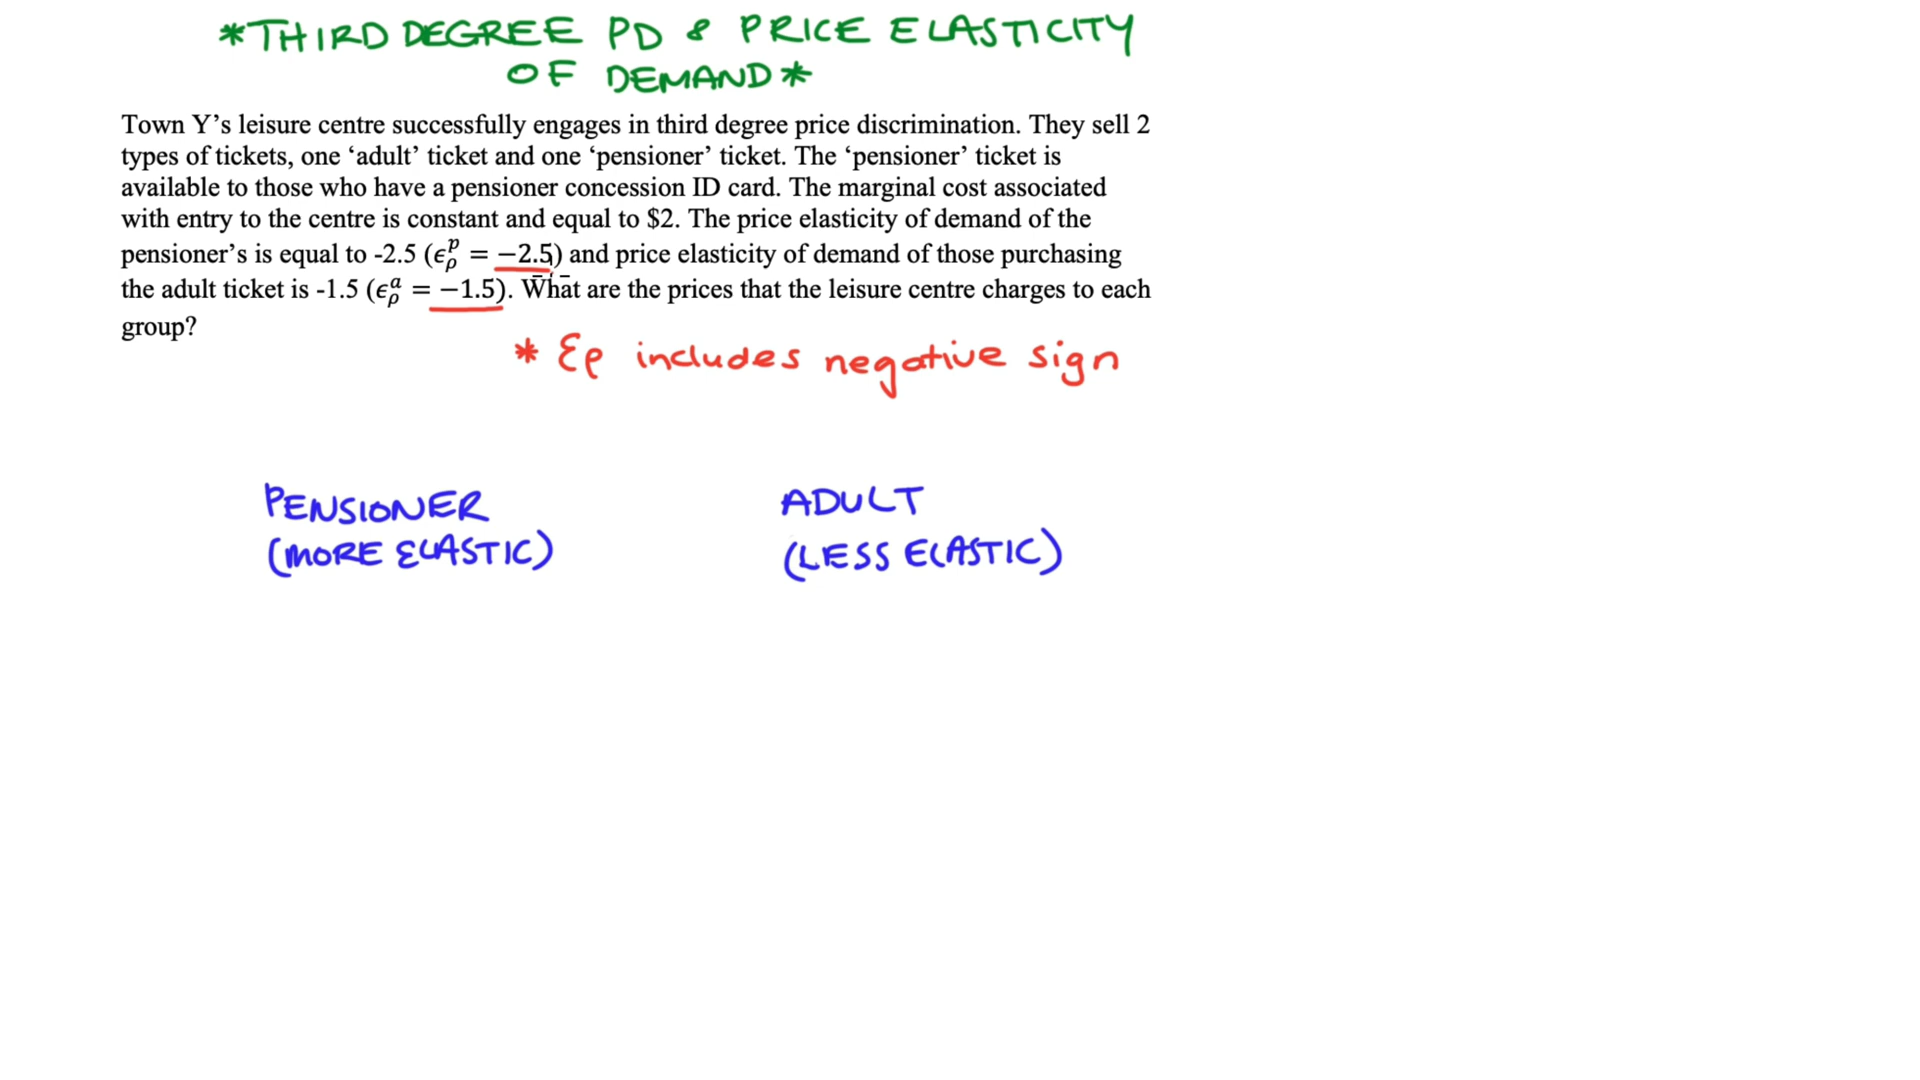 *THIRD DEGREE PD & PRICE ELASTICITY
OF DEMAND*
Town Y’s leisure centre successfully engages in third degree price discrimination. They sell 2
types of tickets, one ‘adult’ ticket and one ‘pensioner’ ticket. The ‘pensioner’ ticket is
available to those who have a pensioner concession ID card. The marginal cost associated
with entry to the centre is constant and equal to $2. The price elasticity of demand of the
pensioner’s is equal to -2.5 (ϵ_ρ^p = −2.5) and price elasticity of demand of those purchasing
the adult ticket is -1.5 (ϵ_ρ^a = −1.5). What are the prices that the leisure centre charges to each
group?
* Ɛp includes negative sign
PENSIONER
(MORE ELASTIC)
ADULT
(LESS ELASTIC)